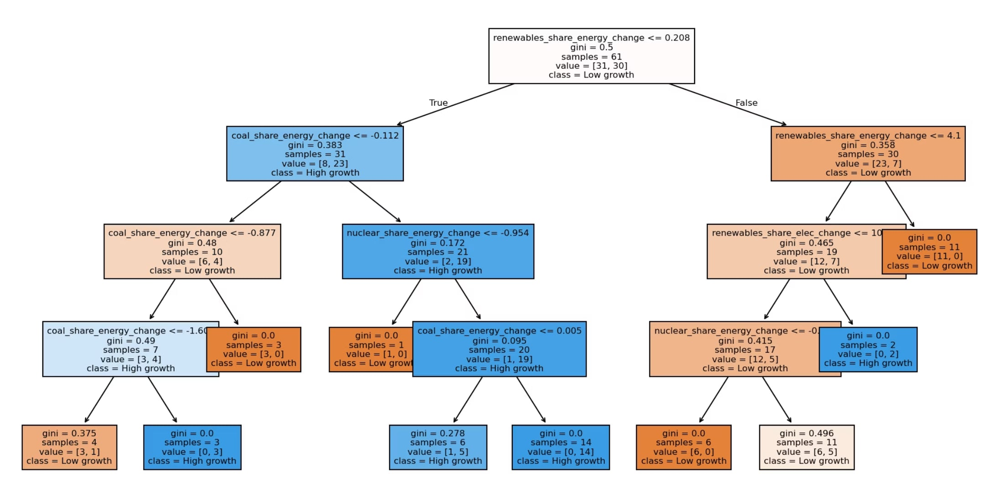 renewables_share_energy_change <= 0.208
gini = 0.5
samples = 61
value = [31, 30]
class = Low growth
True
False
coal_share_energy_change <= -0.112
gini = 0.383
samples = 31
value = [8, 23]
class = High growth
renewables_share_energy_change <= 4.1
gini = 0.358
samples = 30
value = [23, 7]
class = Low growth
coal_share_energy_change <= -0.877
gini = 0.48
samples = 10
value = [6, 4]
class = Low growth
nuclear_share_energy_change <= -0.954
gini = 0.172
samples = 21
value = [2, 19]
class = High growth
renewables_share_elec_change <= 10
gini = 0.465
samples = 19
value = [12, 7]
class = Low growth
gini = 0.0
samples = 11
value = [11, 0]
class = Low growth
coal_share_energy_change <= -1.60
gini = 0.49
samples = 7
value = [3, 4]
class = High growth
gini = 0.0
samples = 3
value = [3, 0]
class = Low growth
gini = 0.0
samples = 1
value = [1, 0]
class = Low growt
coal_share_energy_change <= 0.005
gini = 0.095
samples = 20
value = [1, 19]
class = High growth
nuclear_share_energy_change <= -0.
gini = 0.415
samples = 17
value = [12, 5]
class = Low growth
gini = 0.0
samples = 2
value = [0, 2]
class = High growth
gini = 0.375
samples = 4
value = [3, 1]
class = Low growth
gini = 0.0
samples = 3
value = [0, 3]
class = High growth
gini = 0.278
samples = 6
value = [1, 5]
class = High growth
gini = 0.0
samples = 14
value = [0, 14]
class = High growth
gini = 0.0
samples = 6
value = [6, 0]
class = Low growth
gini = 0.496
samples = 11
value = [6, 5]
class = Low growth